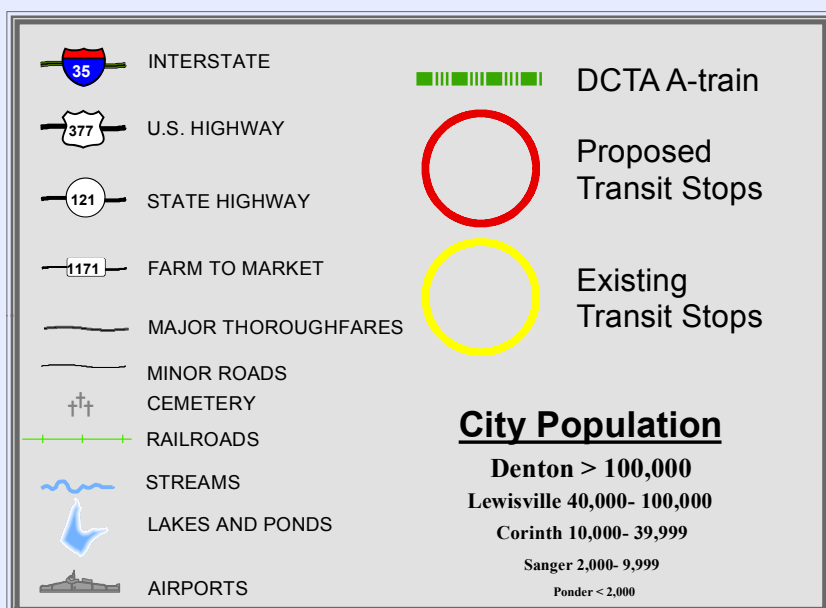 35
INTERSTATE
377
U.S. HIGHWAY
121
STATE HIGHWAY
1171
FARM TO MARKET
MAJOR THOROUGHFARES
MINOR ROADS
CEMETERY
RAILROADS
STREAMS
LAKES AND PONDS
AIRPORTS
DCTA A-train
Proposed
Transit Stops
Existing
Transit Stops
City Population
Denton > 100,000
Lewisville 40,000- 100,000
Corinth 10,000- 39,999
Sanger 2,000- 9,999
Ponder < 2,000